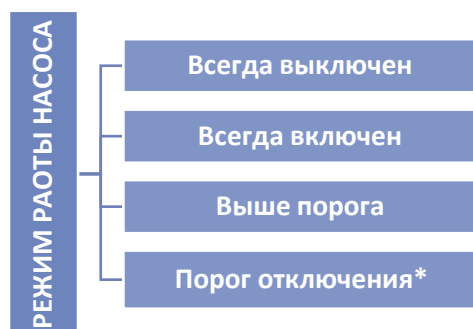 РЕЖИМ РАОТЫ НАСОСА
Всегда выключен
Всегда включен
Выше порога
Порог отключения*